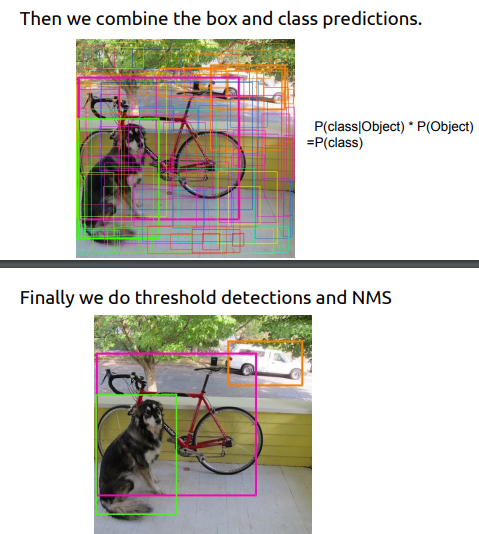 Then we combine the box and class predictions.
P(class|Object) * P(Object)
=P(class)
Finally we do threshold detections and NMS